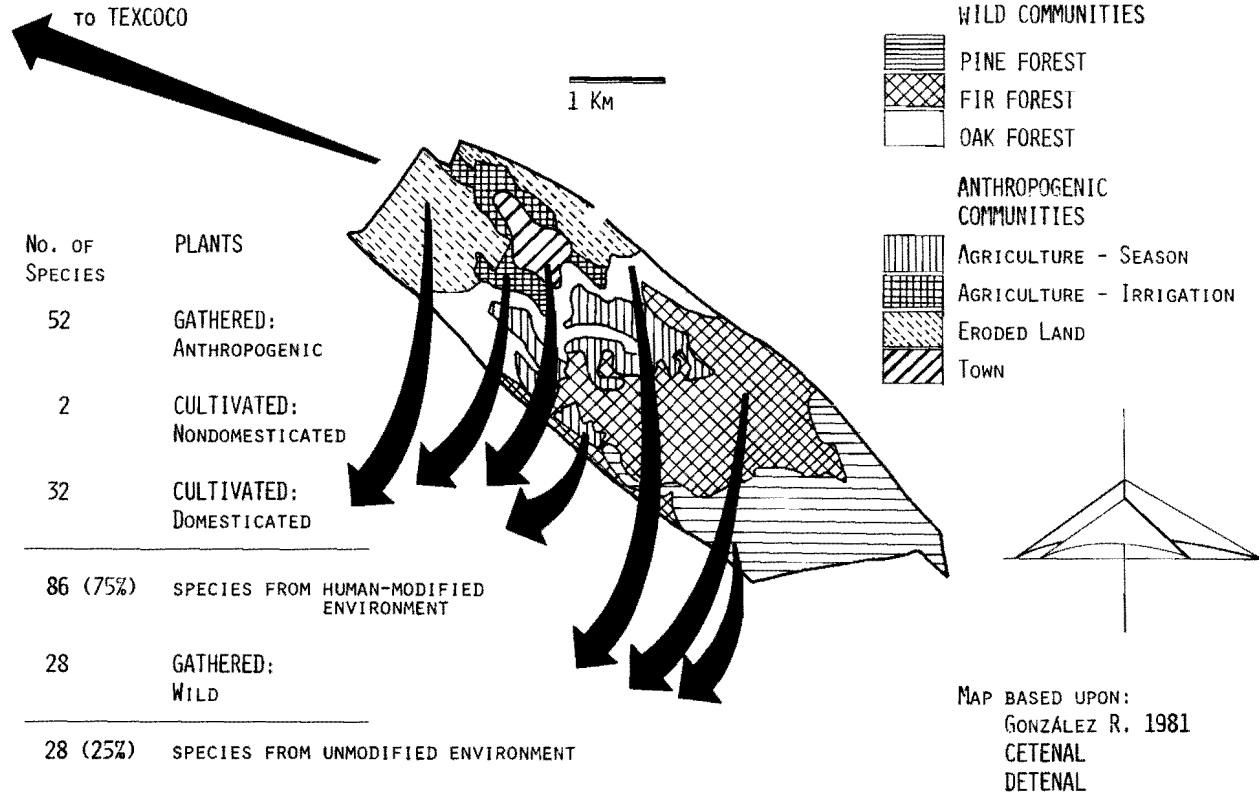 TO TEXCOCO
1 KM
WILD COMMUNITIES
PINE FOREST
FIR FOREST
OAK FOREST
ANTHROPOGENIC
COMMUNITIES
AGRICULTURE - SEASON
AGRICULTURE - IRRIGATION
ERODED LAND
TOWN
NO. OF
SPECIES
PLANTS
52
GATHERED:
ANTHROPOGENIC
2
CULTIVATED:
NONDOMESTICATED
32
CULTIVATED:
DOMESTICATED
86 (75%)
SPECIES FROM HUMAN-MODIFIED
ENVIRONMENT
28
GATHERED:
WILD
28 (25%)
SPECIES FROM UNMODIFIED ENVIRONMENT
MAP BASED UPON:
GONZÁLEZ R. 1981
CETENAL
DETENAL